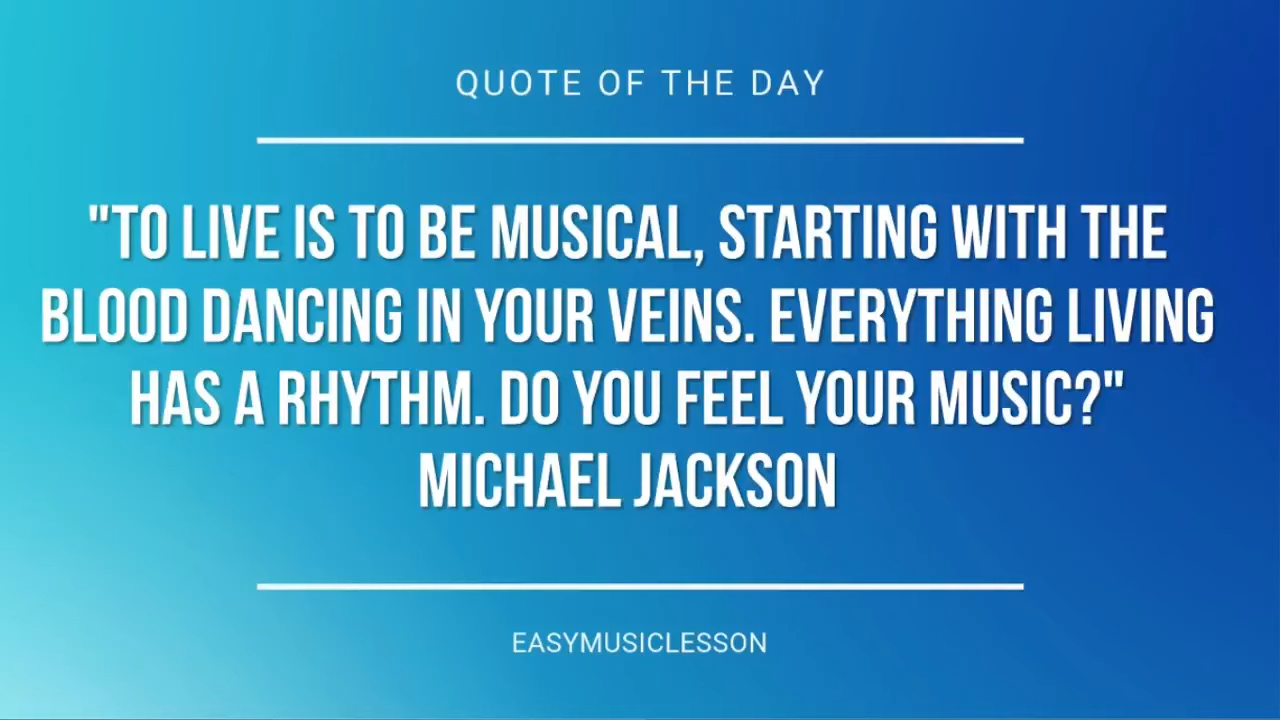 QUOTE OF THE DAY
"TO LIVE IS TO BE MUSICAL, STARTING WITH THE
BLOOD DANCING IN YOUR VEINS. EVERYTHING LIVING
HAS A RHYTHM. DO YOU FEEL YOUR MUSIC?"
MICHAEL JACKSON
EASYMUSICLESSON